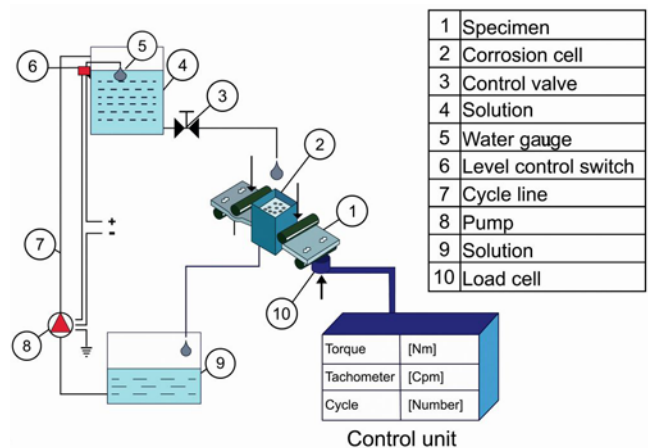 1 Specimen
2 Corrosion cell
3 Control valve
4 Solution
5 Water gauge
6 Level control switch
7 Cycle line
8 Pump
9 Solution
10 Load cell
5
6
4
3
2
+
-
1
7
10
8
9
Torque [Nm]
Tachometer [Cpm]
Cycle [Number]
Control unit